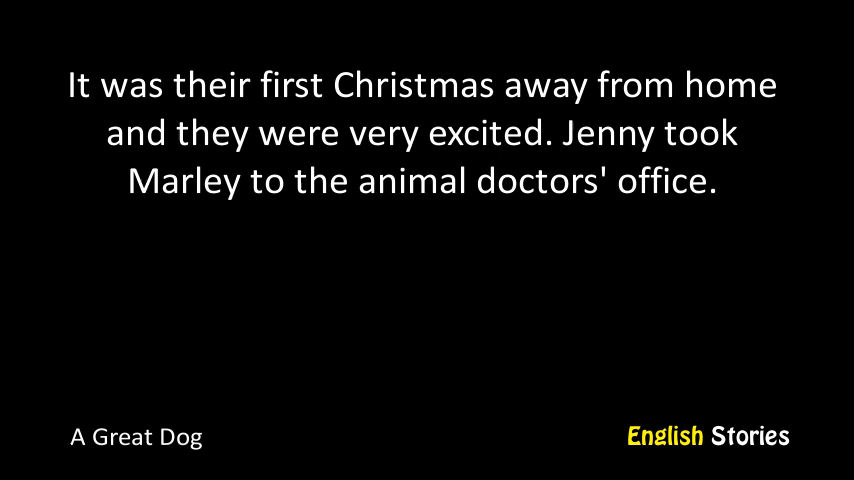 It was their first Christmas away from home
and they were very excited. Jenny took
Marley to the animal doctors' office.
A Great Dog
English Stories